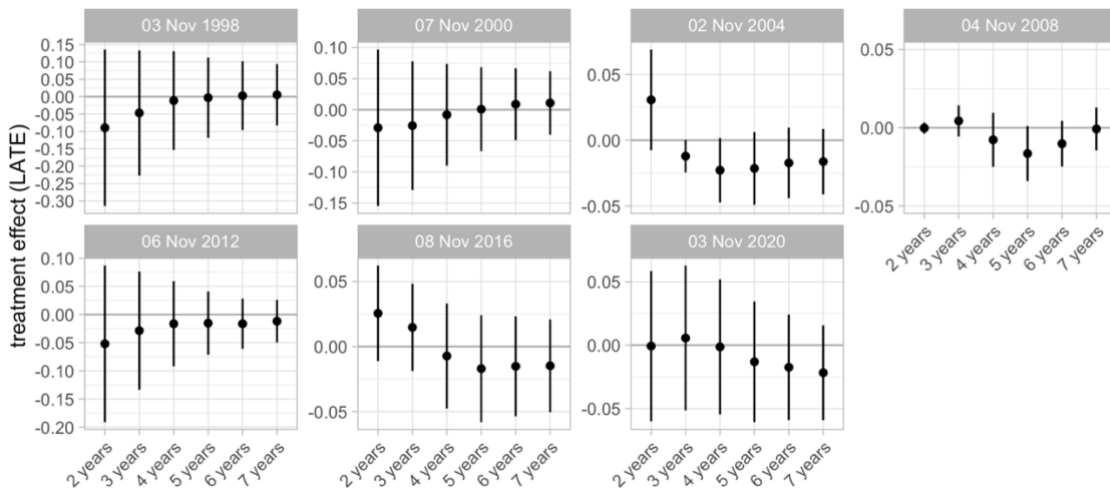 03 Nov 1998
07 Nov 2000
02 Nov 2004
04 Nov 2008
treatment effect (LATE)
0.15
0.10
0.05
0.00
-0.05
-0.10
-0.15
-0.20
-0.25
-0.30
0.10
0.05
0.00
-0.05
-0.10
-0.15
0.05
0.00
-0.05
0.05
0.00
-0.05
2 years
3 years
4 years
5 years
6 years
7 years
06 Nov 2012
08 Nov 2016
03 Nov 2020
0.10
0.05
0.00
-0.05
-0.10
-0.15
-0.20
0.05
0.00
-0.05
0.05
0.00
-0.05
2 years
3 years
4 years
5 years
6 years
7 years
2 years
3 years
4 years
5 years
6 years
7 years
2 years
3 years
4 years
5 years
6 years
7 years